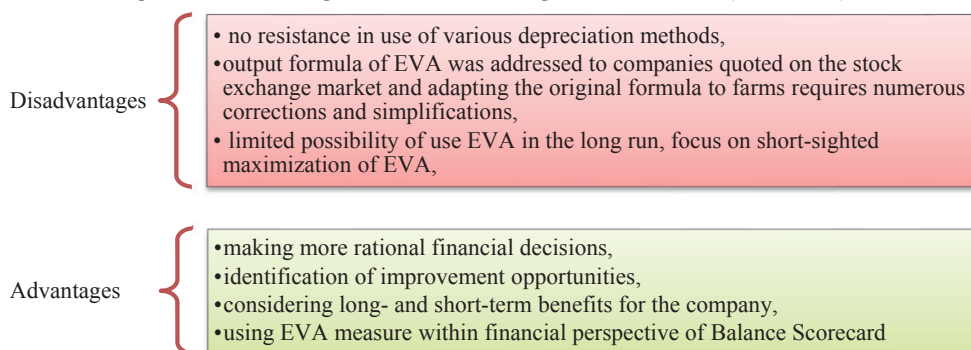 Disadvantages
• no resistance in use of various depreciation methods,
•output formula of EVA was addressed to companies quoted on the stock
exchange market and adapting the original formula to farms requires numerous
corrections and simplifications,
• limited possibility of use EVA in the long run, focus on short-sighted
maximization of EVA,
Advantages
•making more rational financial decisions,
•identification of improvement opportunities,
•considering long- and short-term benefits for the company,
•using EVA measure within financial perspective of Balance Scorecard